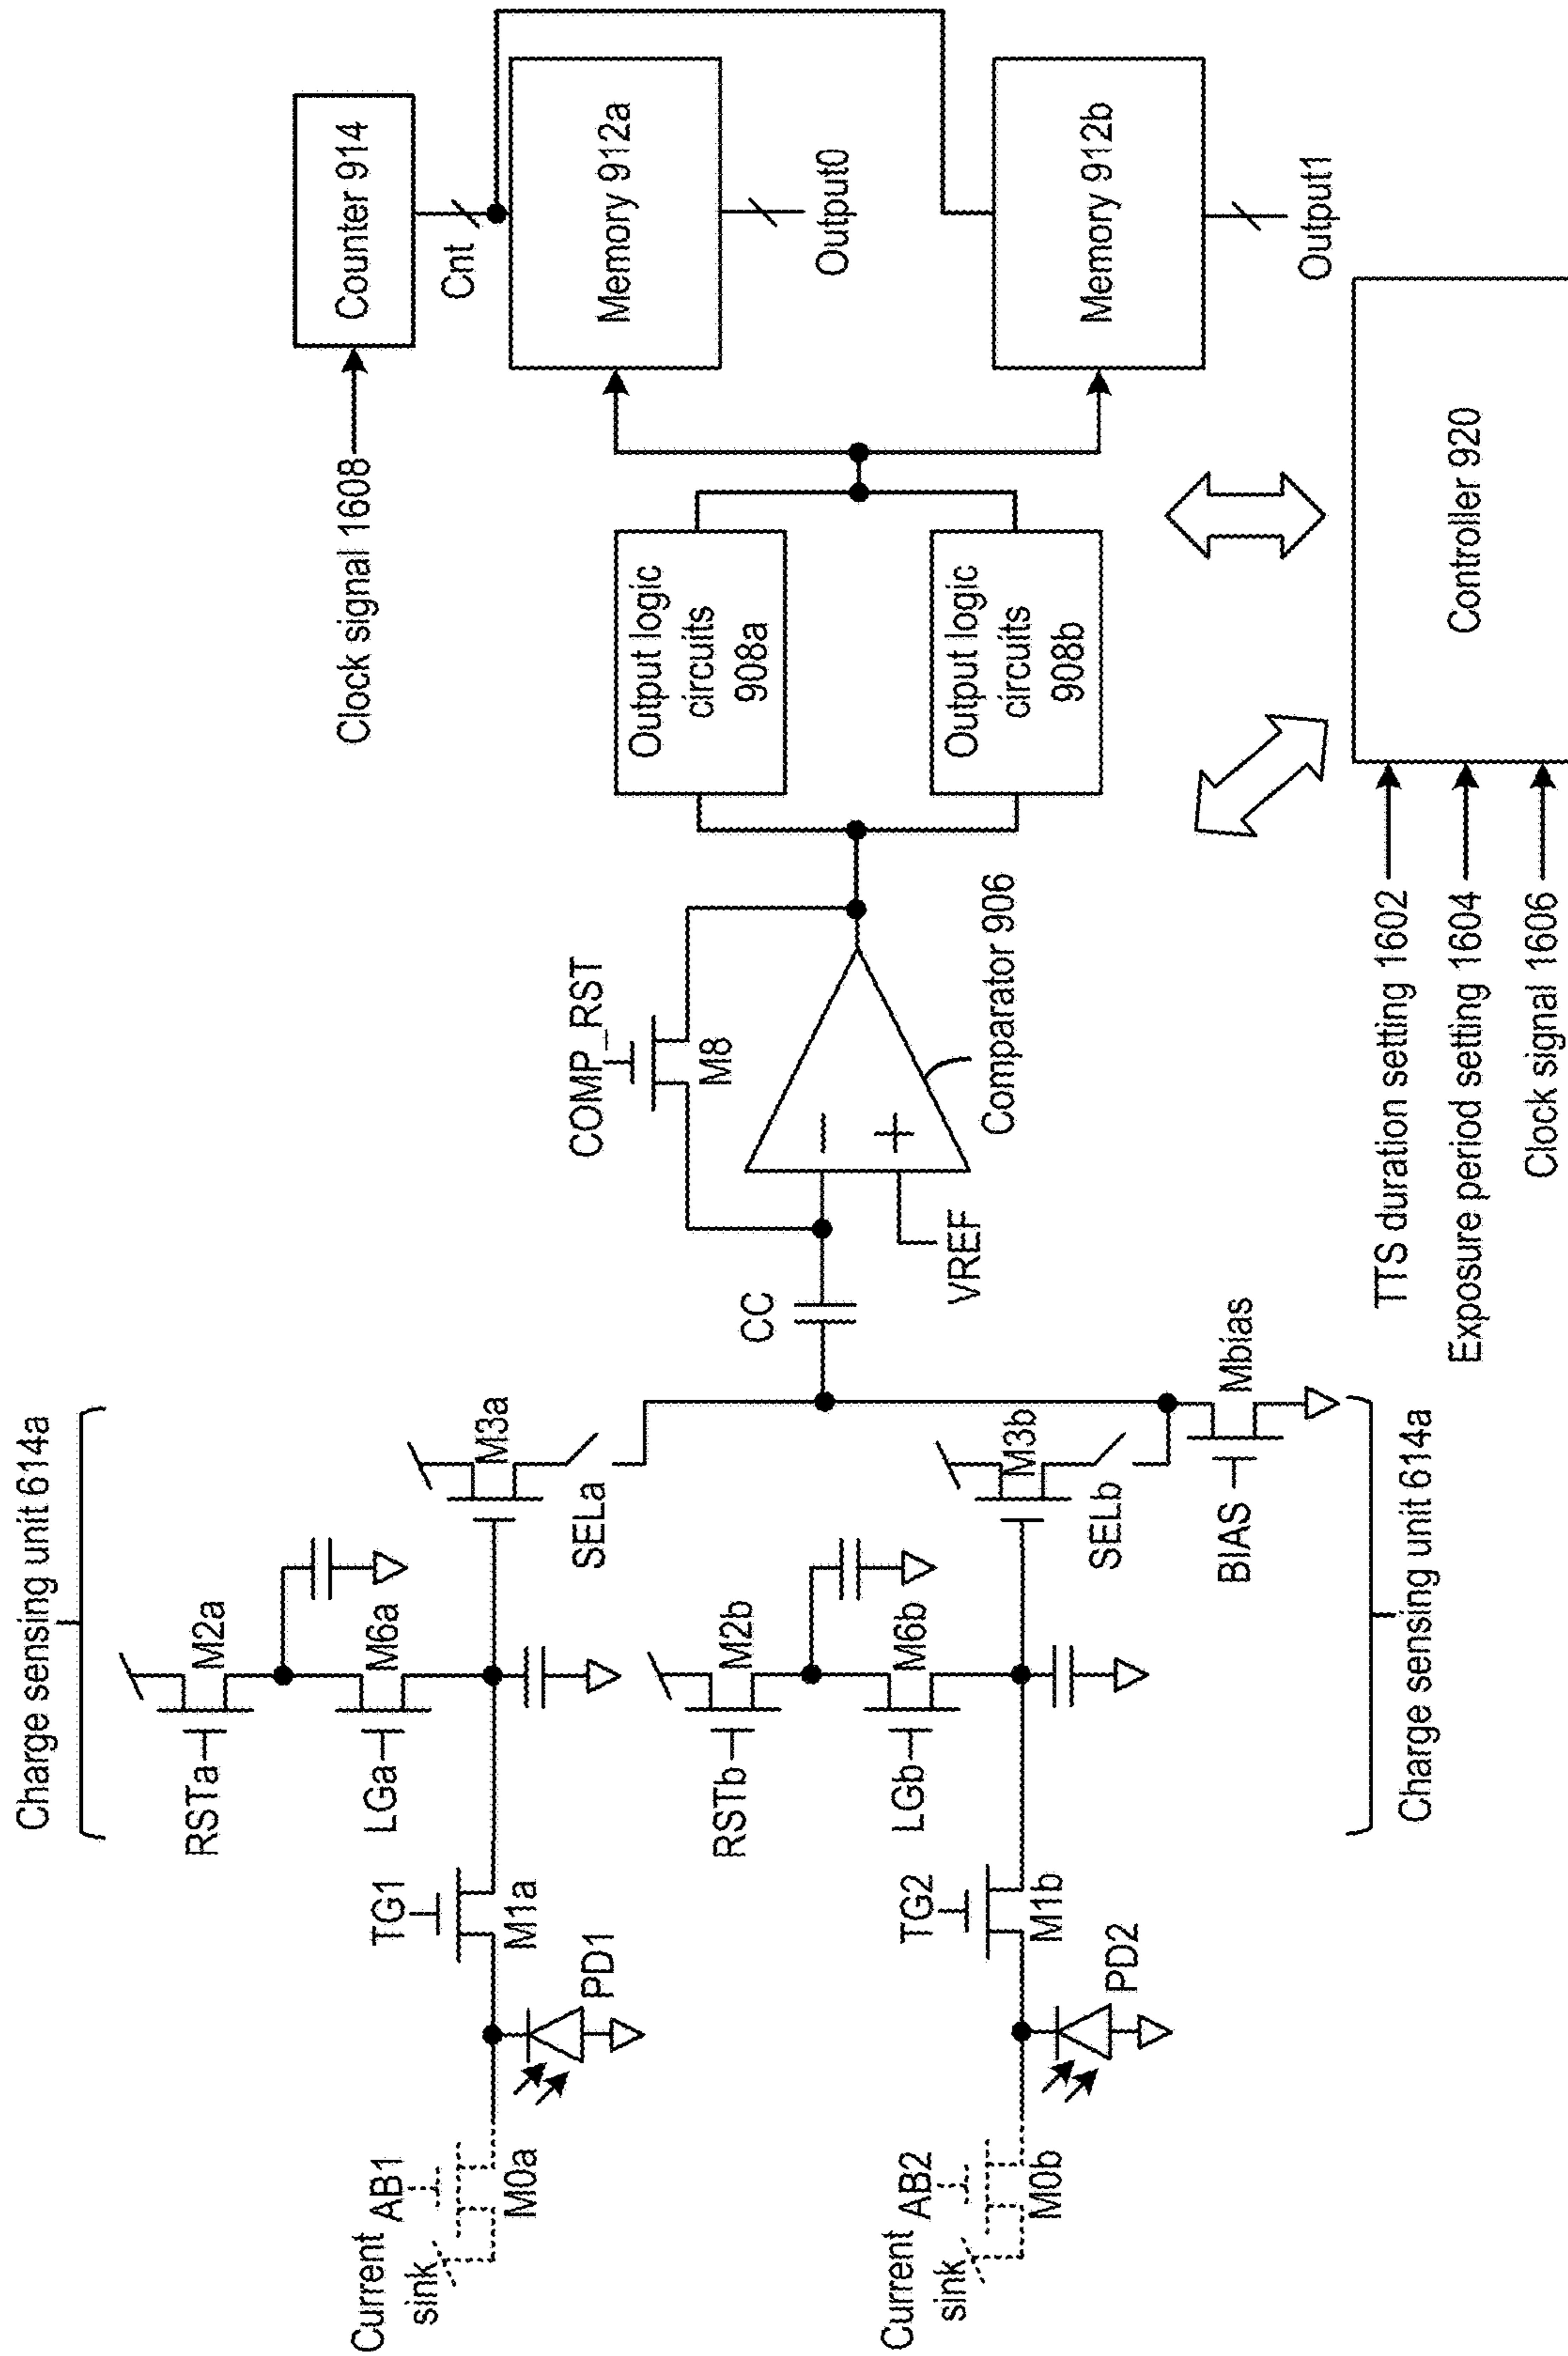 Charge sensing unit 614a
RSTa
M2a
LGa
M6a
TG1
M1a
PD1
Current
sink
AB1
M0a
M3a
SELa
RSTb
M2b
LGb
M6b
TG2
M1b
PD2
Current
sink
AB2
M0b
M3b
SELb
BIAS
Mbias
Charge sensing unit 614a
CC
COMP_RST
M8
−
+
VREF
Comparator 906
Output logic
circuits
908a
Output logic
circuits
908b
Clock signal 1608
Counter 914
Cnt
Memory 912a
Output0
Memory 912b
Output1
TTS duration setting 1602
Exposure period setting 1604
Clock signal 1606
Controller 920